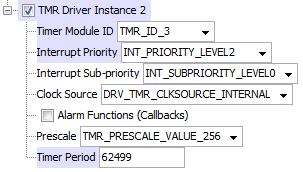 TMR Driver Instance 2
Timer Module ID TMR_ID_3
Interrupt Priority INT_PRIORITY_LEVEL2
Interrupt Sub-priority INT_SUBPRIORITY_LEVEL0
Clock Source DRV_TMR_CLKSOURCE_INTERNAL
Alarm Functions (Callbacks)
Prescale TMR_PRESCALE_VALUE_256
Timer Period 62499